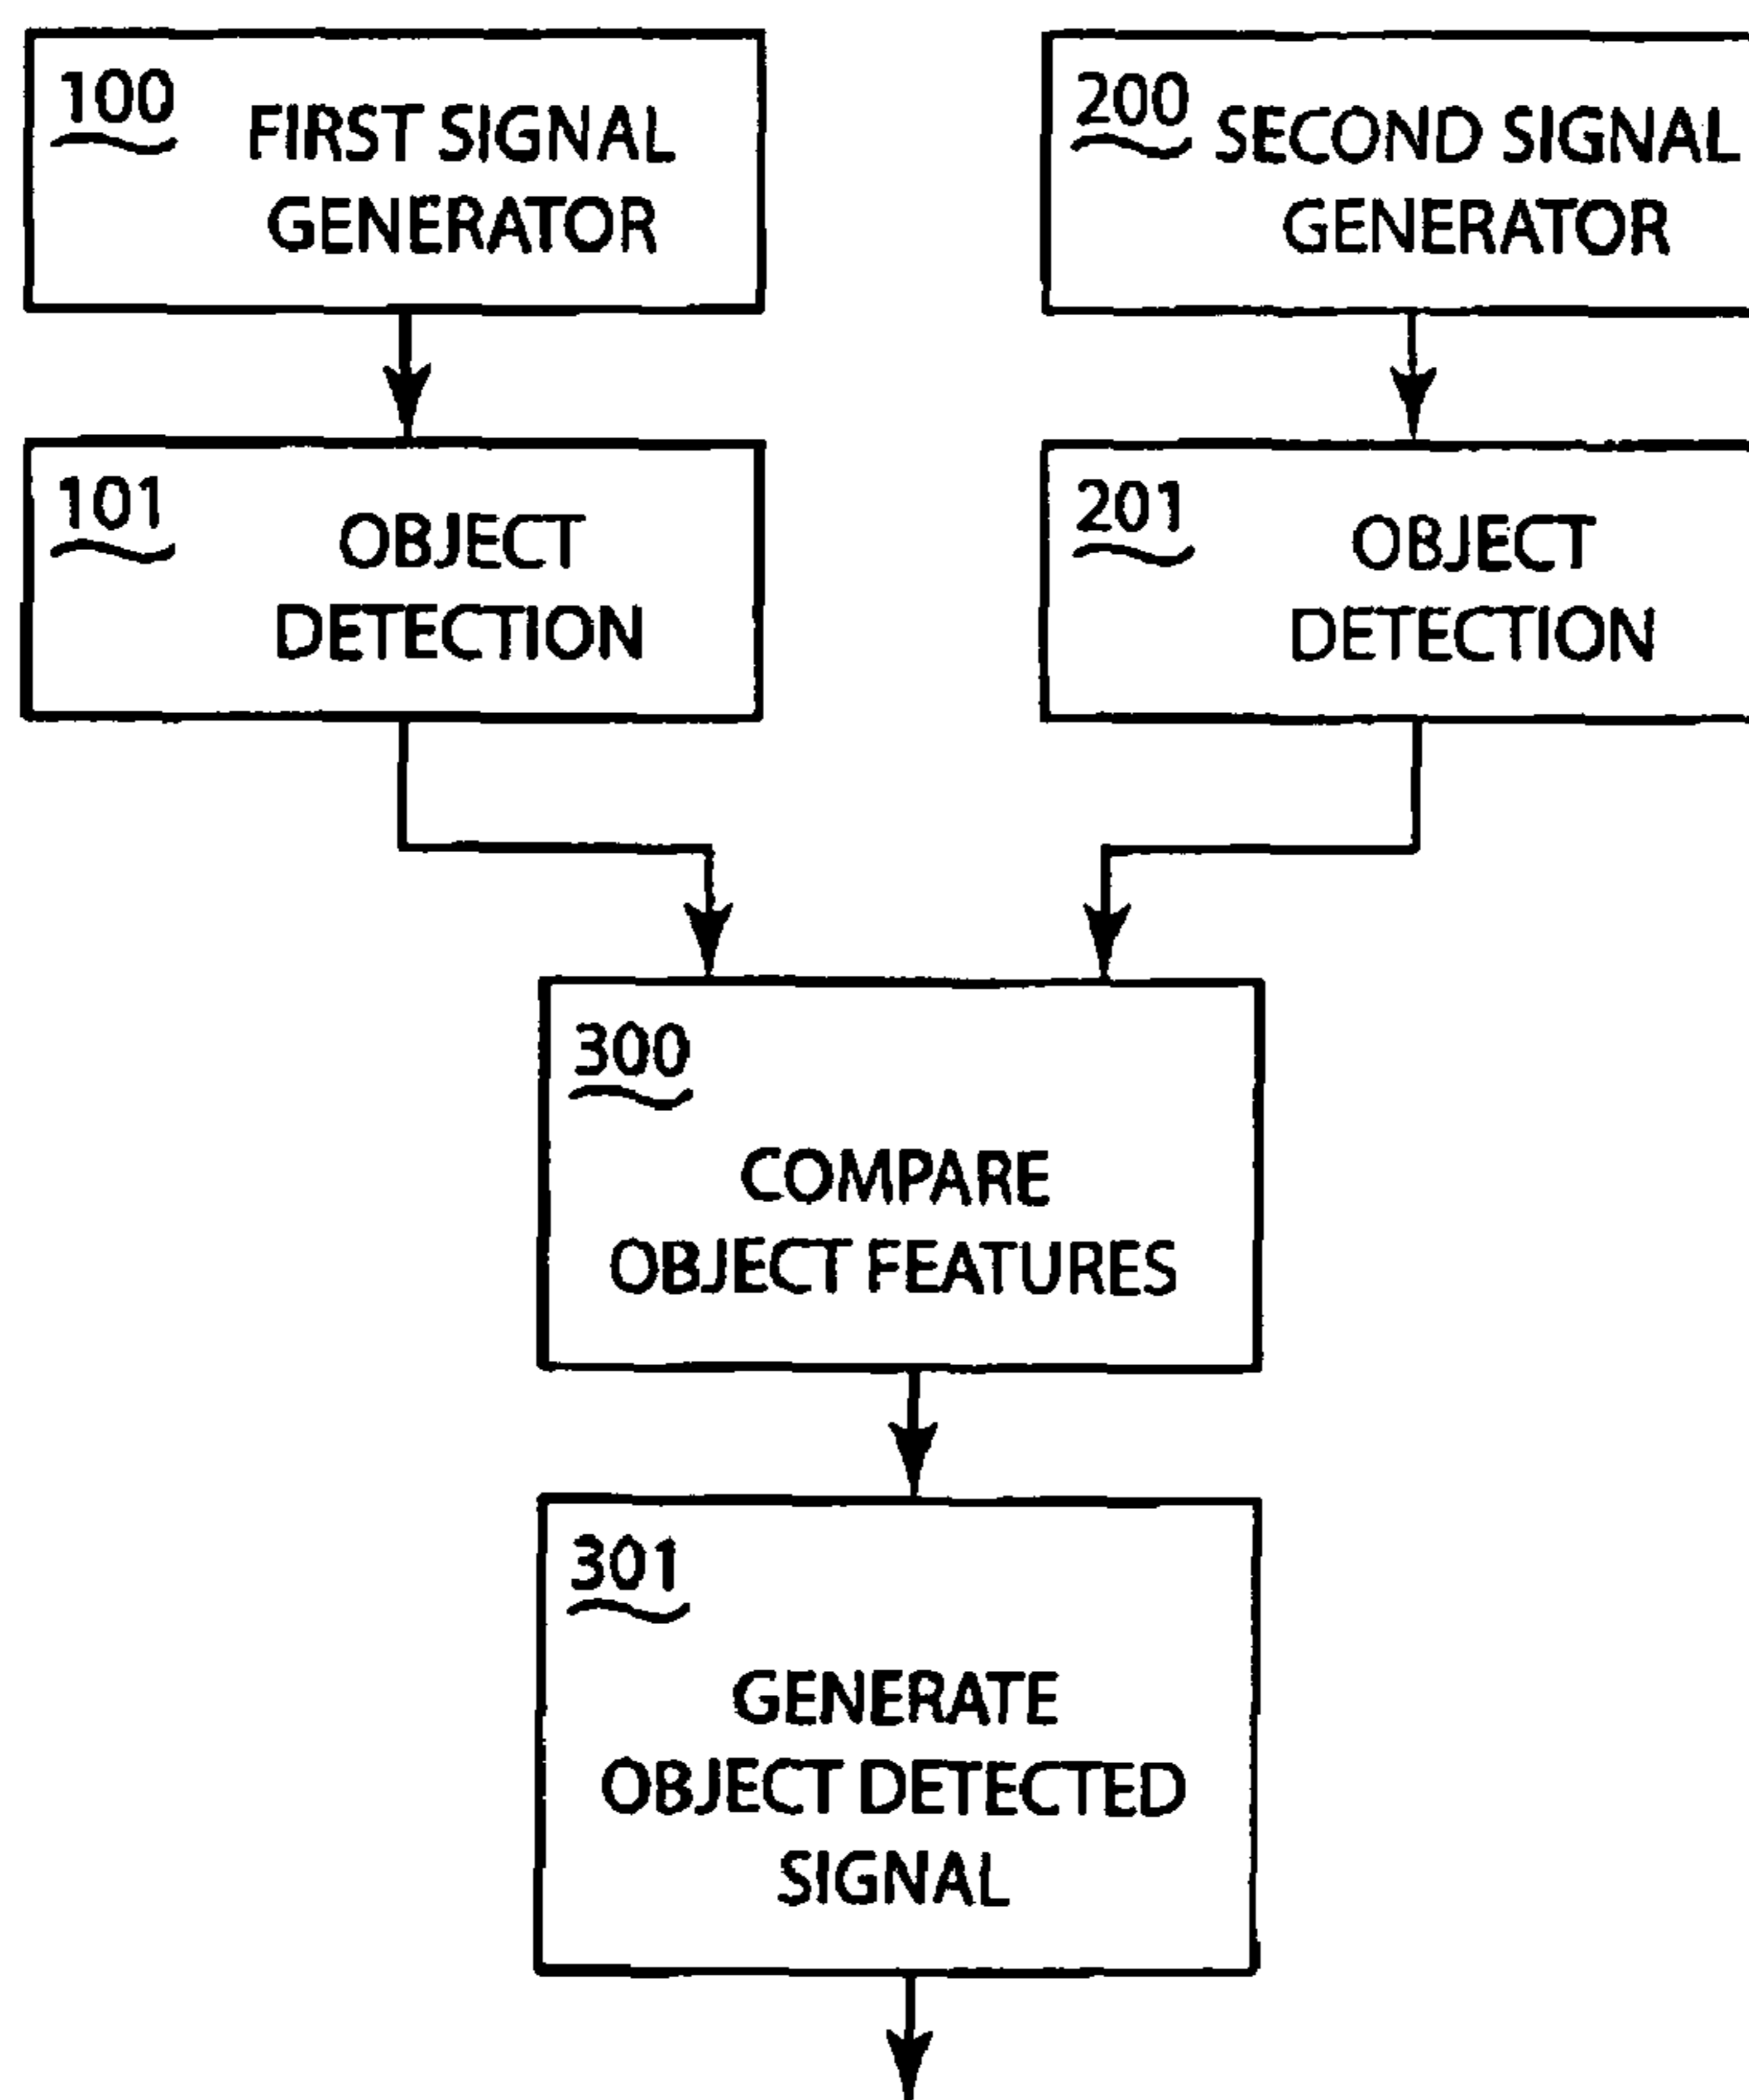 100
FIRST SIGNAL
GENERATOR
200
SECOND SIGNAL
GENERATOR
101
OBJECT
DETECTION
201
OBJECT
DETECTION
300
COMPARE
OBJECT FEATURES
301
GENERATE
OBJECT DETECTED
SIGNAL